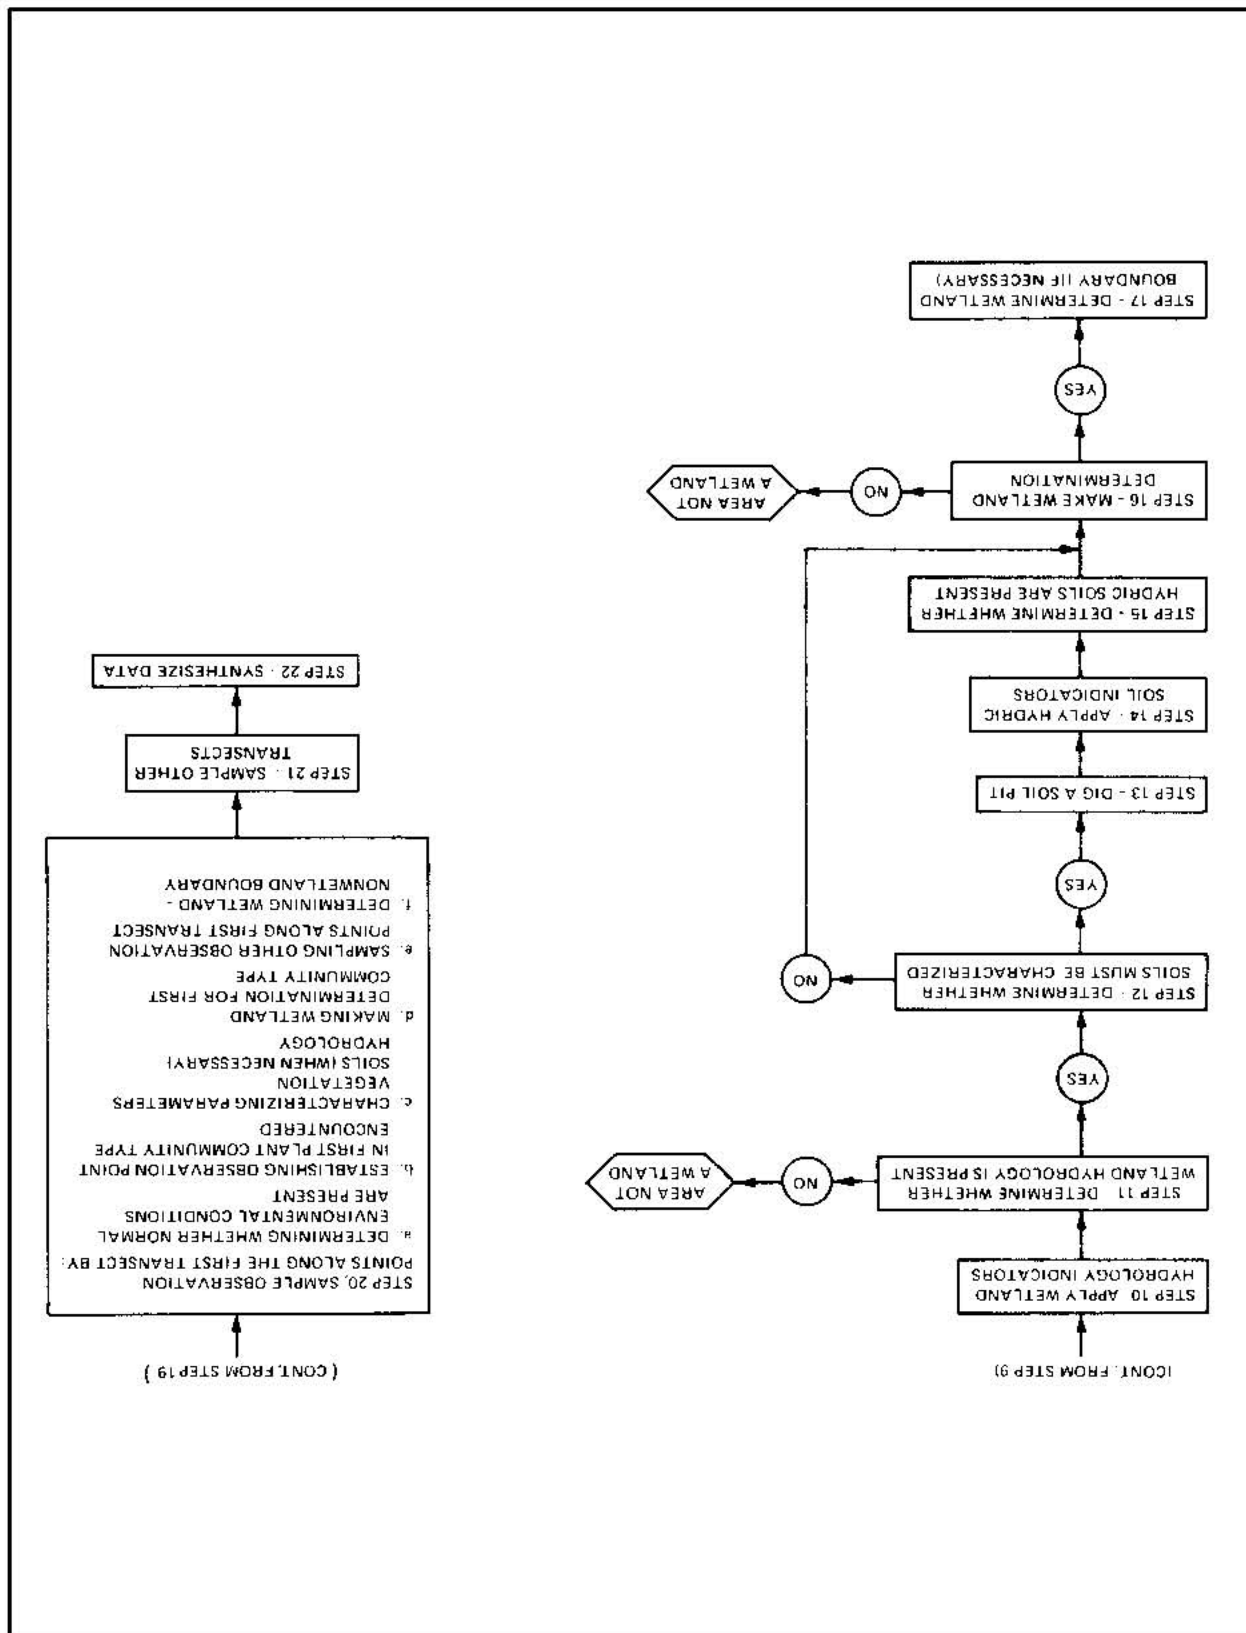 (CONT. FROM STEP 9)
STEP 10 APPLY WETLAND
HYDROLOGY INDICATORS
STEP 11 DETERMINE WHETHER
WETLAND HYDROLOGY IS PRESENT
NO
AREA NOT
A WETLAND
YES
STEP 12 - DETERMINE WHETHER
SOILS MUST BE CHARACTERIZED
NO
YES
STEP 13 - DIG A SOIL PIT
STEP 14 - APPLY HYDRIC
SOIL INDICATORS
STEP 15 - DETERMINE WHETHER
HYDRIC SOILS ARE PRESENT
STEP 16 - MAKE WETLAND
DETERMINATION
NO
AREA NOT
A WETLAND
YES
STEP 17 - DETERMINE WETLAND
BOUNDARY (IF NECESSARY)
( CONT. FROM STEP 19 )
STEP 20, SAMPLE OBSERVATION
POINTS ALONG THE FIRST TRANSECT BY:
a. DETERMINING WHETHER NORMAL
ENVIRONMENTAL CONDITIONS
ARE PRESENT
b. ESTABLISHING OBSERVATION POINT
IN FIRST PLANT COMMUNITY TYPE
ENCOUNTERED
c. CHARACTERIZING PARAMETERS
VEGETATION
SOILS (WHEN NECESSARY)
HYDROLOGY
d. MAKING WETLAND
DETERMINATION FOR FIRST
COMMUNITY TYPE
e. SAMPLING OTHER OBSERVATION
POINTS ALONG FIRST TRANSECT
f. DETERMINING WETLAND -
NONWETLAND BOUNDARY
STEP 21 - SAMPLE OTHER
TRANSECTS
STEP 22 - SYNTHESIZE DATA